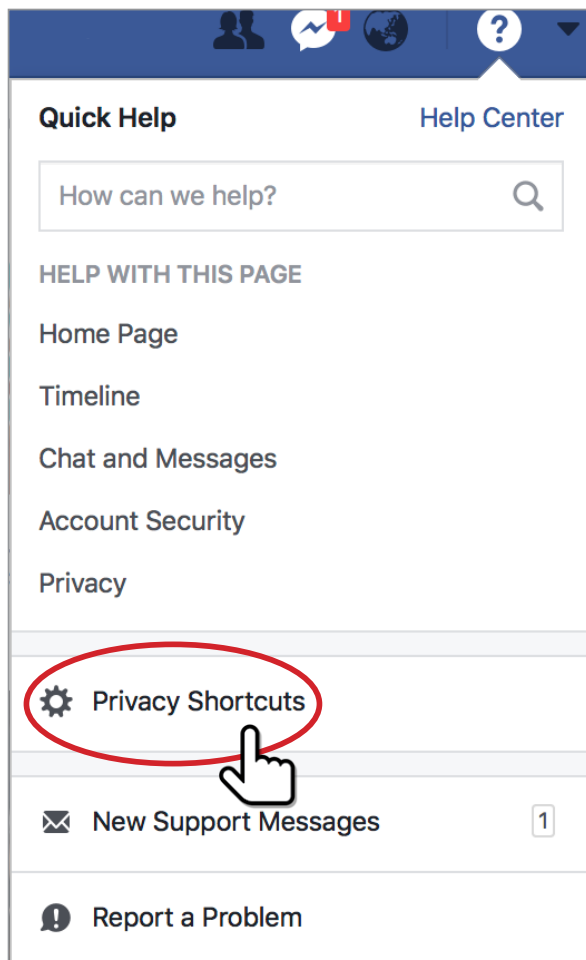 1
?
Quick Help
Help Center
How can we help?
HELP WITH THIS PAGE
Home Page
Timeline
Chat and Messages
Account Security
Privacy
Privacy Shortcuts
New Support Messages
1
Report a Problem